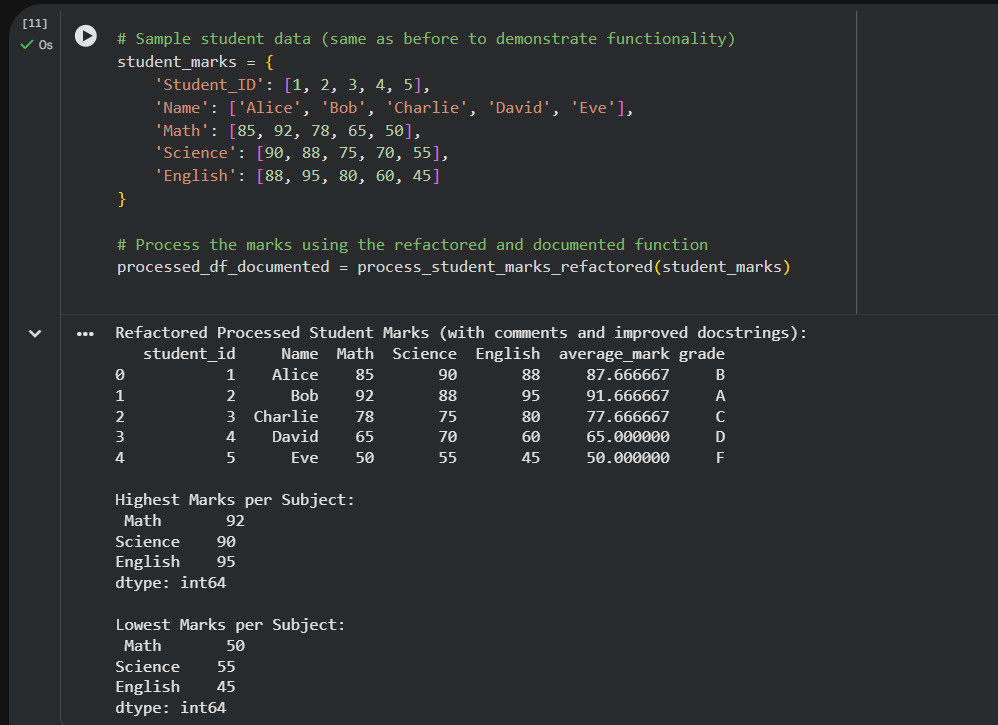 [11]
0s
# Sample student data (same as before to demonstrate functionality)
student_marks = {
    'Student_ID': [1, 2, 3, 4, 5],
    'Name': ['Alice', 'Bob', 'Charlie', 'David', 'Eve'],
    'Math': [85, 92, 78, 65, 50],
    'Science': [90, 88, 75, 70, 55],
    'English': [88, 95, 80, 60, 45]
}
# Process the marks using the refactored and documented function
processed_df_documented = process_student_marks_refactored(student_marks)
Refactored Processed Student Marks (with comments and improved docstrings):
   student_id     Name  Math  Science  English  average_mark grade
0           1    Alice    85       90       88     87.666667     B
1           2      Bob    92       88       95     91.666667     A
2           3  Charlie    78       75       80     77.666667     C
3           4    David    65       70       60     65.000000     D
4           5      Eve    50       55       45     50.000000     F
Highest Marks per Subject:
 Math       92
Science    90
English    95
dtype: int64
Lowest Marks per Subject:
 Math       50
Science    55
English    45
dtype: int64